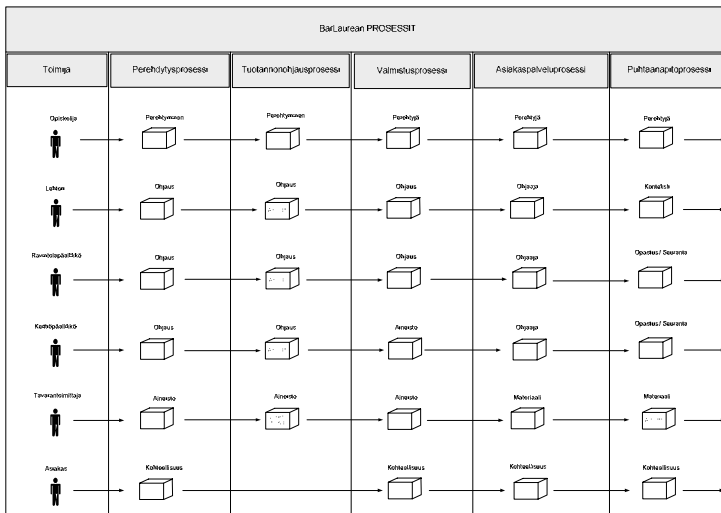 BarLaurean PROSESSIT
Toimija
Perehdytysprosessi
Tuotannonohjausprosessi
Valmistusprosessi
Asiakaspalveluprosessi
Puhtaanapitoprosessi
Opiskelija
Perehtyminen
Perehtyminen
Perehtyjä
Perehtyjä
Perehtyjä
Lehtori
Ohjaus
Ohjaus
Ohjaus
Ohjaaja
Kontaktit
Ravintolapäällikkö
Ohjaus
Ohjaus
Ohjaus
Ohjaaja
Opastus / Seuranta
Keittiöpäällikkö
Ohjaus
Ohjaus
Aineisto
Ohjaaja
Opastus / Seuranta
Tavarantoimittaja
Aineisto
Aineisto
Aineisto
Materiaali
Materiaali
Asiakas
Kohteellisuus
Kohteellisuus
Kohteellisuus
Kohteellisuus